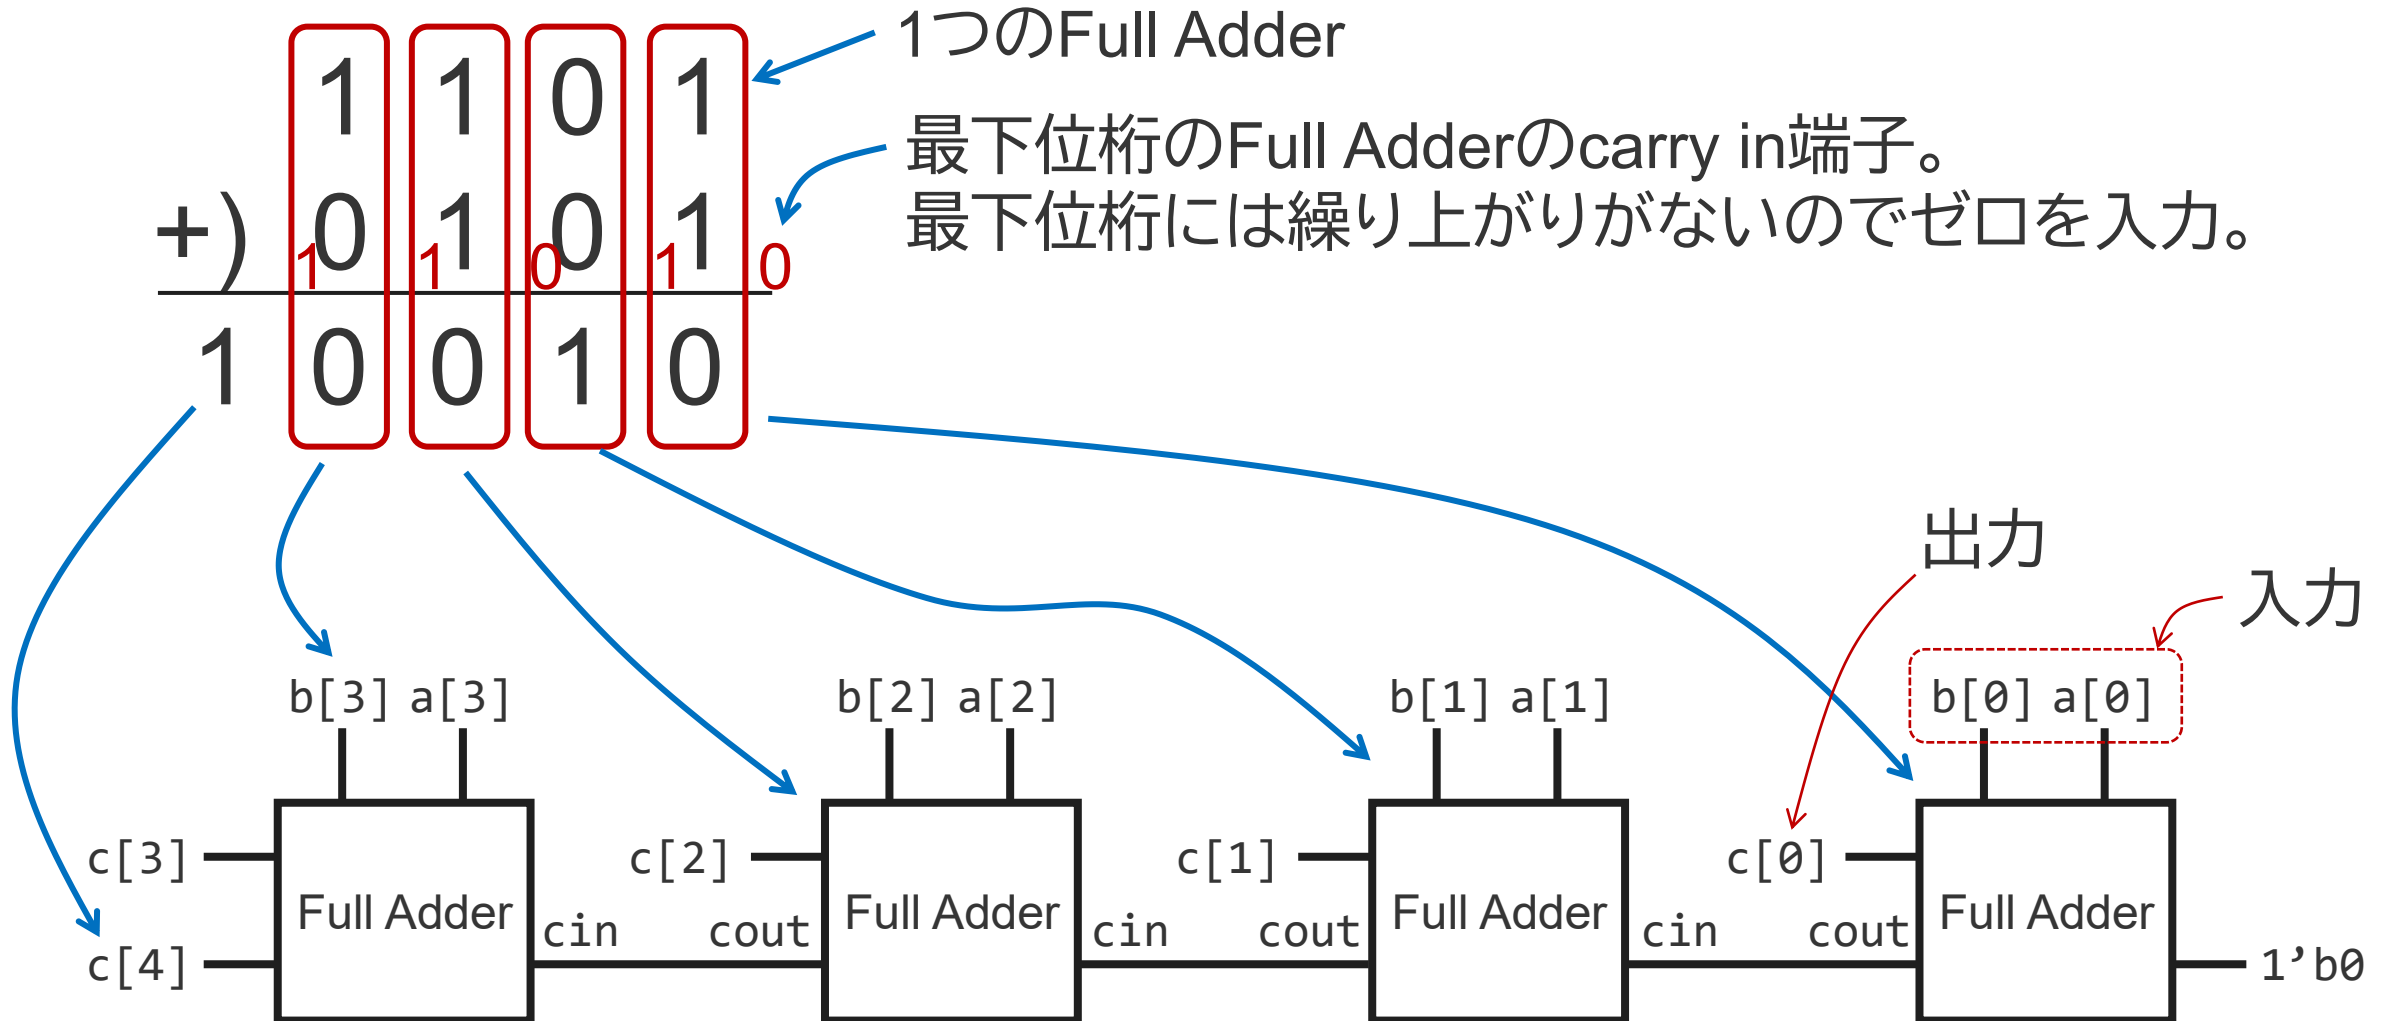 1 1 0 1
1つのFull Adder
最下位桁のFull Adderのcarry in端子。
+) 0 1 0 1
最下位桁には繰り上がりがないのでゼロを入力。
1 1 0 1 0
1 0 0 1 0
出力
入力
b[3] a[3]
b[2] a[2]
b[1] a[1]
b[0] a[0]
c[3]
c[2]
c[1]
c[0]
Full Adder
Full Adder
Full Adder
Full Adder
cin
cout
cin
cout
cin
cout
c[4]
1’b0